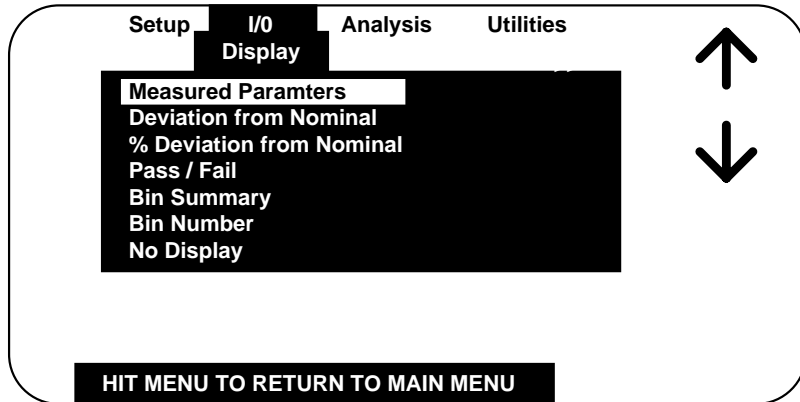 Setup I/0 Analysis Utilities
Display
Measured Paramters
Deviation from Nominal
% Deviation from Nominal
Pass / Fail
Bin Summary
Bin Number
No Display
HIT MENU TO RETURN TO MAIN MENU